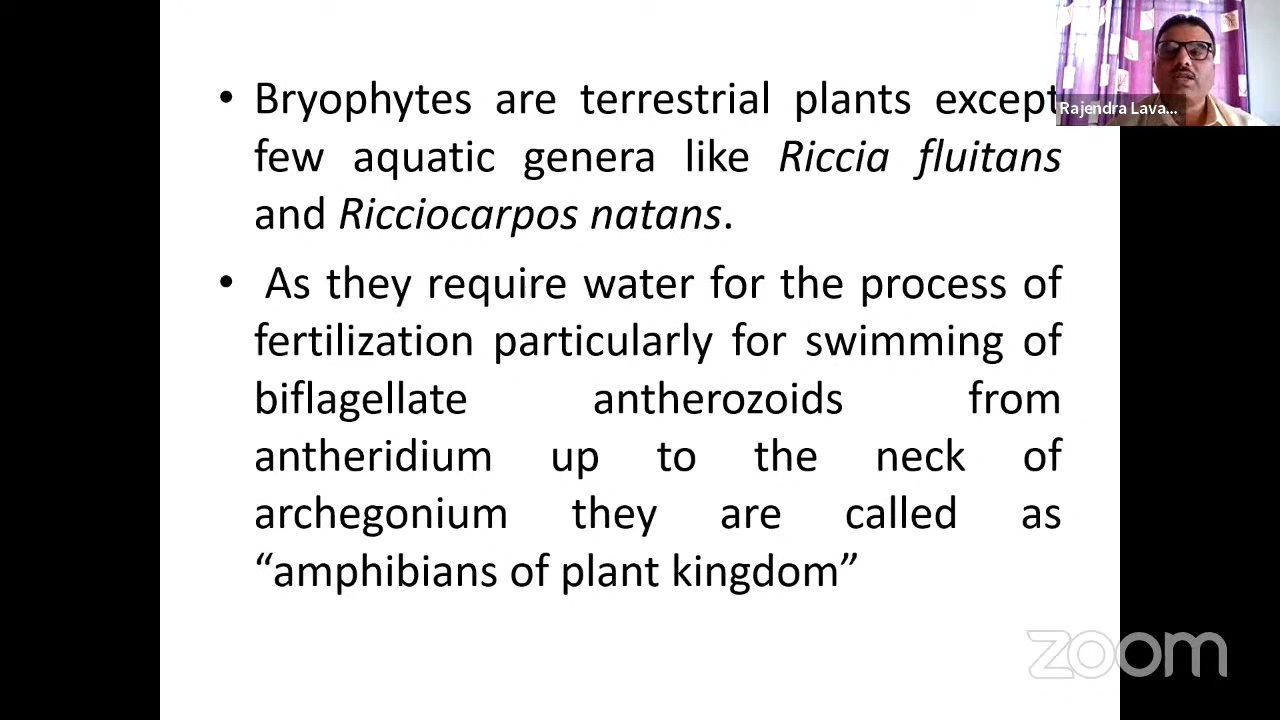 • Bryophytes are terrestrial plants except
few aquatic genera like Riccia fluitans
and Ricciocarpos natans.
• As they require water for the process of
fertilization particularly for swimming of
biflagellate antherozoids from
antheridium up to the neck of
archegonium they are called as
“amphibians of plant kingdom”
Rajendra Lava...
zoom